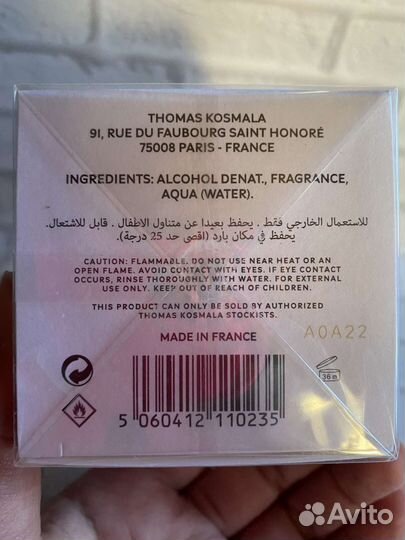 THOMAS KOSMALA
91, RUE DU FAUBOURG SAINT HONORÉ
75008 PARIS - FRANCE
INGREDIENTS: ALCOHOL DENAT., FRAGRANCE,
AQUA (WATER).
للاستعمال الخارجي فقط . يحفظ بعيدا عن متناول الاطفال . قابل للاشتعال.
يحفظ في مكان بارد (اقصى حد 25 درجة).
CAUTION: FLAMMABLE. DO NOT USE NEAR HEAT OR AN
OPEN FLAME. AVOID CONTACT WITH EYES. IF EYE CONTACT
OCCURS, RINSE THOROUGHLY WITH WATER. FOR EXTERNAL
USE ONLY. KEEP OUT OF REACH OF CHILDREN.
THIS PRODUCT CAN ONLY BE SOLD BY AUTHORIZED
THOMAS KOSMALA STOCKISTS.
MADE IN FRANCE
A0A22
36 m
5 060412 110235
Avito